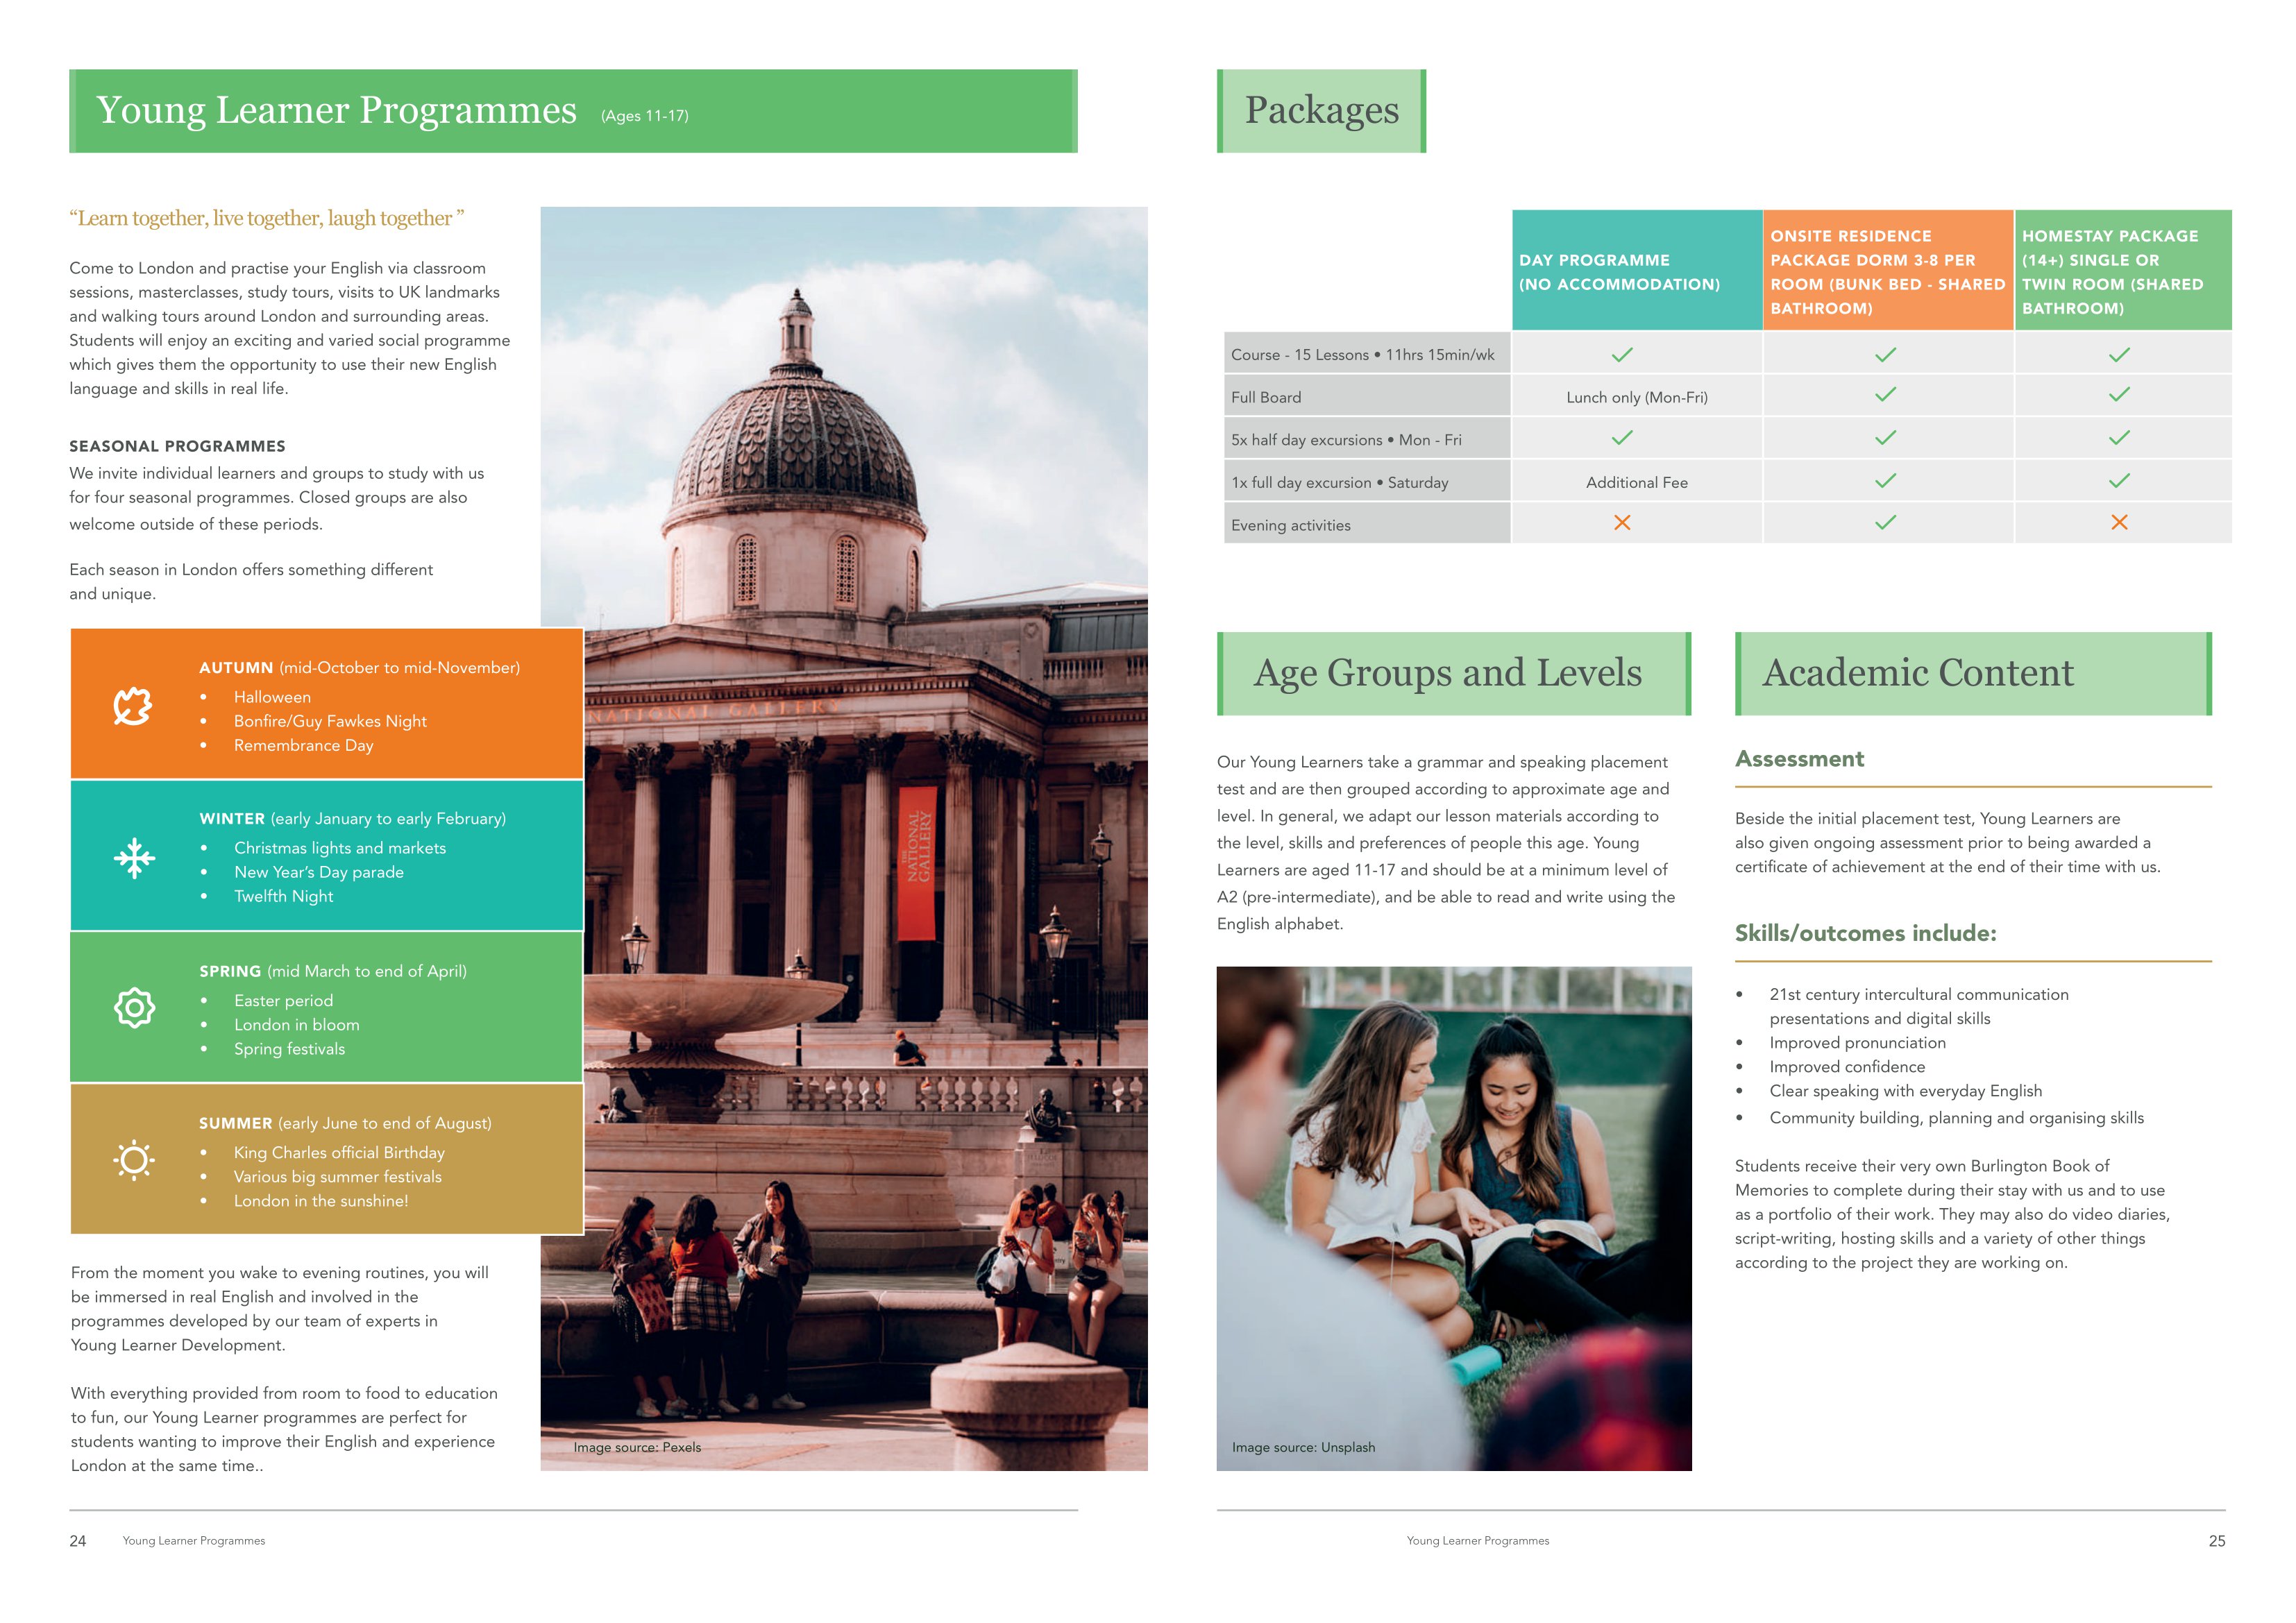 Young Learner Programmes (Ages 11-17)
“Learn together, live together, laugh together ”
Come to London and practise your English via classroom
sessions, masterclasses, study tours, visits to UK landmarks
and walking tours around London and surrounding areas.
Students will enjoy an exciting and varied social programme
which gives them the opportunity to use their new English
language and skills in real life.
SEASONAL PROGRAMMES
We invite individual learners and groups to study with us
for four seasonal programmes. Closed groups are also
welcome outside of these periods.
Each season in London offers something different
and unique.
AUTUMN (mid-October to mid-November)
• Halloween
• Bonfire/Guy Fawkes Night
• Remembrance Day
WINTER (early January to early February)
• Christmas lights and markets
• New Year’s Day parade
• Twelfth Night
SPRING (mid March to end of April)
• Easter period
• London in bloom
• Spring festivals
SUMMER (early June to end of August)
• King Charles official Birthday
• Various big summer festivals
• London in the sunshine!
From the moment you wake to evening routines, you will
be immersed in real English and involved in the
programmes developed by our team of experts in
Young Learner Development.
With everything provided from room to food to education
to fun, our Young Learner programmes are perfect for
students wanting to improve their English and experience
London at the same time..
NATIONAL GALLERY
THE
NATIONAL
GALLERY
Image source: Pexels
24 Young Learner Programmes
Packages
DAY PROGRAMME
(NO ACCOMMODATION)
ONSITE RESIDENCE
PACKAGE DORM 3-8 PER
ROOM (BUNK BED - SHARED
BATHROOM)
HOMESTAY PACKAGE
(14+) SINGLE OR
TWIN ROOM (SHARED
BATHROOM)
Course - 15 Lessons • 11hrs 15min/wk ✓ ✓ ✓
Full Board Lunch only (Mon-Fri) ✓ ✓
5x half day excursions • Mon - Fri ✓ ✓ ✓
1x full day excursion • Saturday Additional Fee ✓ ✓
Evening activities ✕ ✓ ✕
Age Groups and Levels
Our Young Learners take a grammar and speaking placement
test and are then grouped according to approximate age and
level. In general, we adapt our lesson materials according to
the level, skills and preferences of people this age. Young
Learners are aged 11-17 and should be at a minimum level of
A2 (pre-intermediate), and be able to read and write using the
English alphabet.
Image source: Unsplash
Academic Content
Assessment
Beside the initial placement test, Young Learners are
also given ongoing assessment prior to being awarded a
certificate of achievement at the end of their time with us.
Skills/outcomes include:
• 21st century intercultural communication
presentations and digital skills
• Improved pronunciation
• Improved confidence
• Clear speaking with everyday English
• Community building, planning and organising skills
Students receive their very own Burlington Book of
Memories to complete during their stay with us and to use
as a portfolio of their work. They may also do video diaries,
script-writing, hosting skills and a variety of other things
according to the project they are working on.
Young Learner Programmes 25